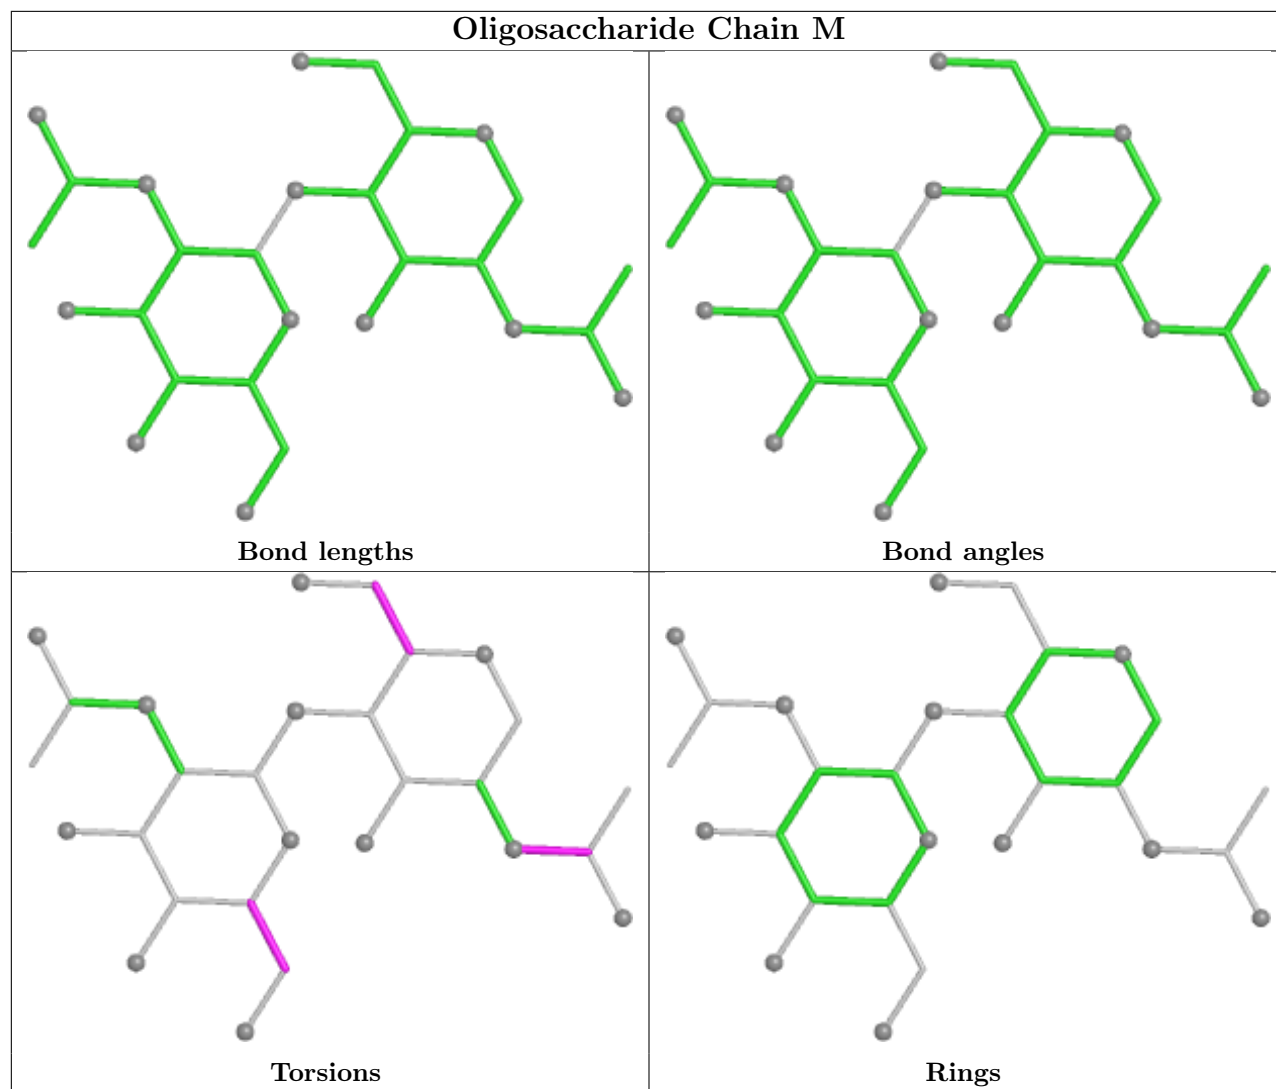 Oligosaccharide Chain M
Bond lengths
Bond angles
Torsions
Rings